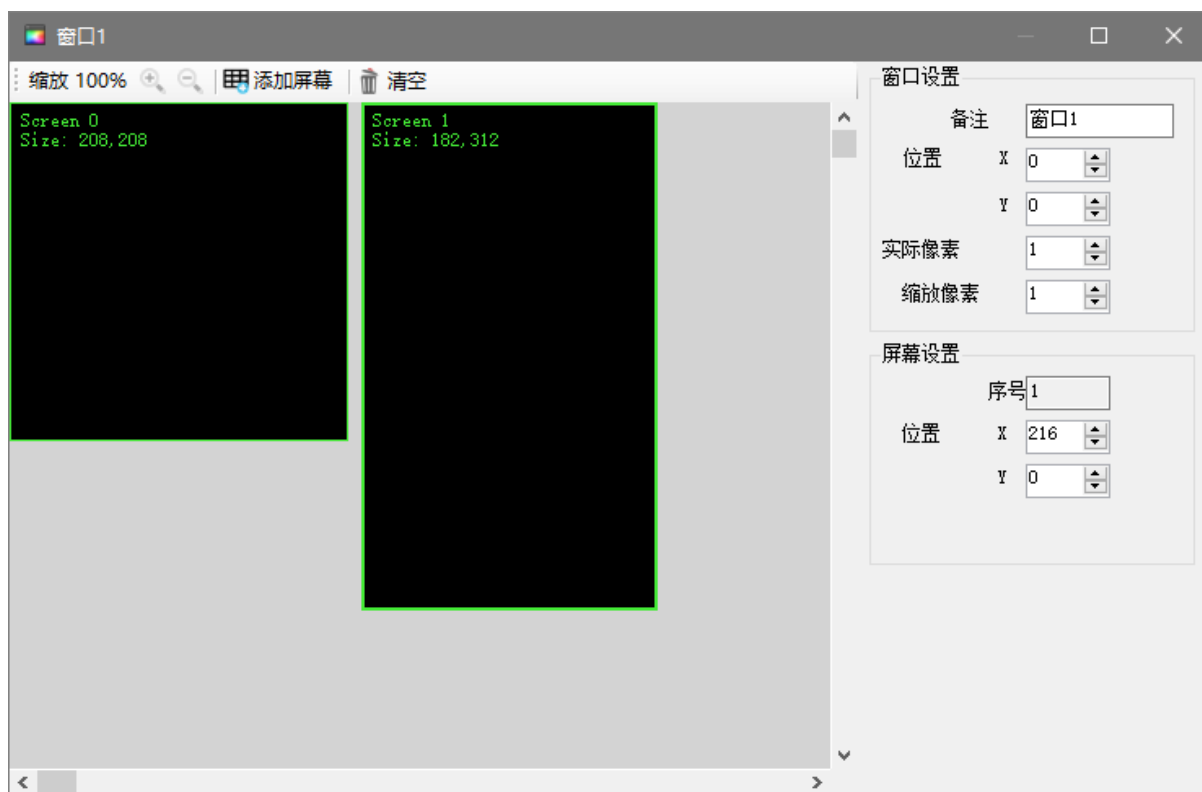 窗口1
缩放 100% 添加屏幕 清空
Screen 0
Size: 208,208
Screen 1
Size: 182,312
窗口设置
备注 窗口1
位置 X 0
Y 0
实际像素 1
缩放像素 1
屏幕设置
序号 1
位置 X 216
Y 0